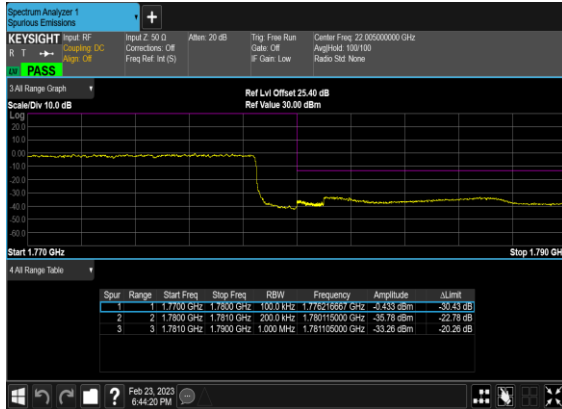 Spectrum Analyzer 1
Spurious Emissions
KEYSIGHT Input: RF Input Z: 50 Ω Atten: 20 dB Trig: Free Run Center Freq: 22.005000000 GHz
R T Coupling: DC Corrections: Off Gate: Off Avg|Hold: 100/100
Align: Off Freq Ref: Int (S) IF Gain: Low Radio Std: None
PASS
3 All Range Graph Ref Lvl Offset 25.40 dB
Scale/Div 10.0 dB Ref Value 30.00 dBm
Log
20.0
10.0
0.00
-10.0
-20.0
-30.0
-40.0
-50.0
-60.0
Start 1.770 GHz Stop 1.790 GH
4 All Range Table
Spur Range Start Freq Stop Freq RBW Frequency Amplitude ΔLimit
1 1 1.7700 GHz 1.7800 GHz 100.0 kHz 1.776216667 GHz -0.433 dBm -30.43 dB
2 2 1.7800 GHz 1.7810 GHz 200.0 kHz 1.780115000 GHz -35.78 dBm -22.78 dB
3 3 1.7810 GHz 1.7900 GHz 1.000 MHz 1.781105000 GHz -33.26 dBm -20.26 dB
? Feb 23, 2023
6:44:20 PM